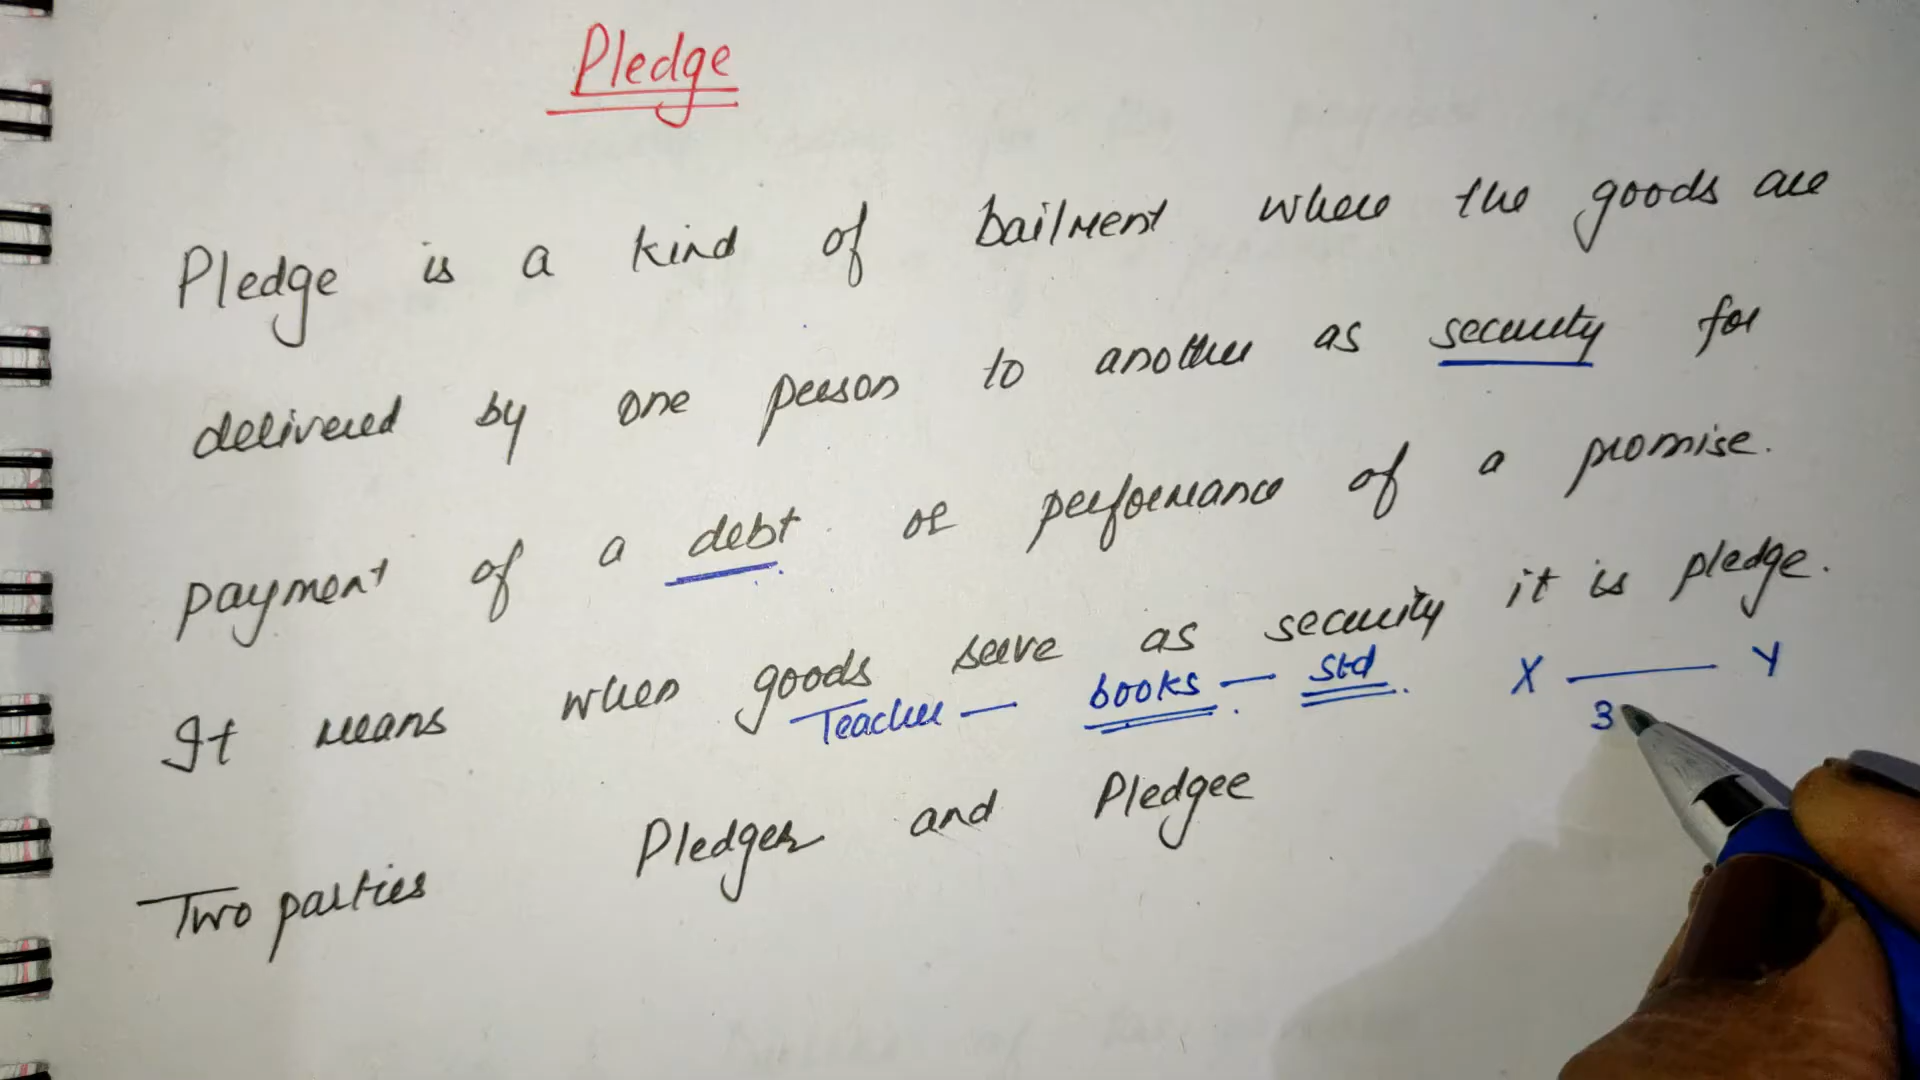 Pledge
Pledge is a kind of bailment where the goods are
delivered by one person to another as security for
payment of a debt or performance of a promise.
It means when goods serve as security it is pledge.
Teacher — books — Std X — Y
3
Two parties Pledger and Pledgee